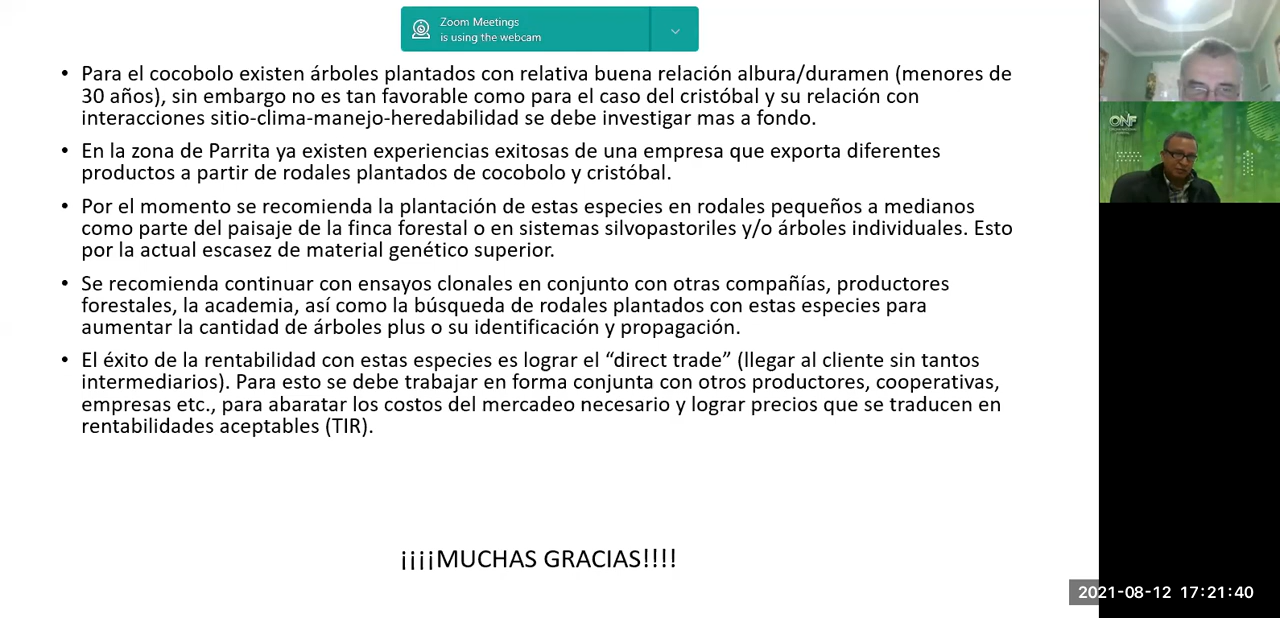 Zoom Meetings
is using the webcam
• Para el cocobolo existen árboles plantados con relativa buena relación albura/duramen (menores de
30 años), sin embargo no es tan favorable como para el caso del cristóbal y su relación con
interacciones sitio-clima-manejo-heredabilidad se debe investigar mas a fondo.
• En la zona de Parrita ya existen experiencias exitosas de una empresa que exporta diferentes
productos a partir de rodales plantados de cocobolo y cristóbal.
• Por el momento se recomienda la plantación de estas especies en rodales pequeños a medianos
como parte del paisaje de la finca forestal o en sistemas silvopastoriles y/o árboles individuales. Esto
por la actual escasez de material genético superior.
• Se recomienda continuar con ensayos clonales en conjunto con otras compañías, productores
forestales, la academia, así como la búsqueda de rodales plantados con estas especies para
aumentar la cantidad de árboles plus o su identificación y propagación.
• El éxito de la rentabilidad con estas especies es lograr el “direct trade” (llegar al cliente sin tantos
intermediarios). Para esto se debe trabajar en forma conjunta con otros productores, cooperativas,
empresas etc., para abaratar los costos del mercadeo necesario y lograr precios que se traducen en
rentabilidades aceptables (TIR).
¡¡¡¡MUCHAS GRACIAS!!!!
ONF
2021-08-12 17:21:40